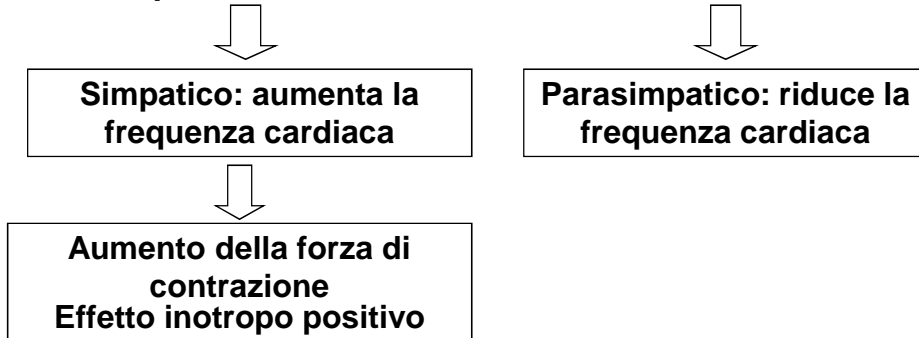 Simpatico: aumenta la
frequenza cardiaca
Parasimpatico: riduce la
frequenza cardiaca
Aumento della forza di
contrazione
Effetto inotropo positivo